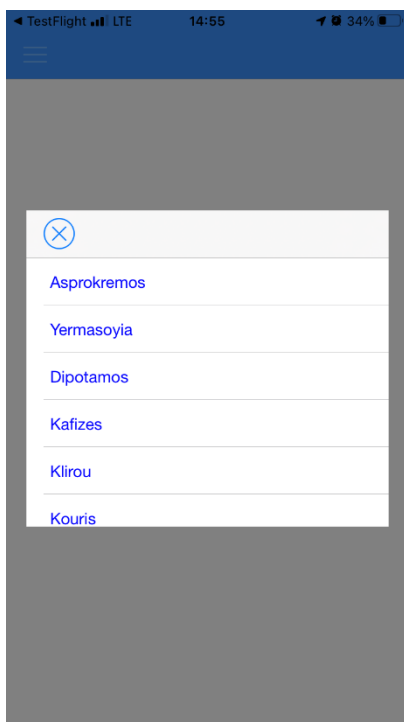 TestFlight LTE 14:55 34%
Asprokremos
Yermasoyia
Dipotamos
Kafizes
Klirou
Kouris